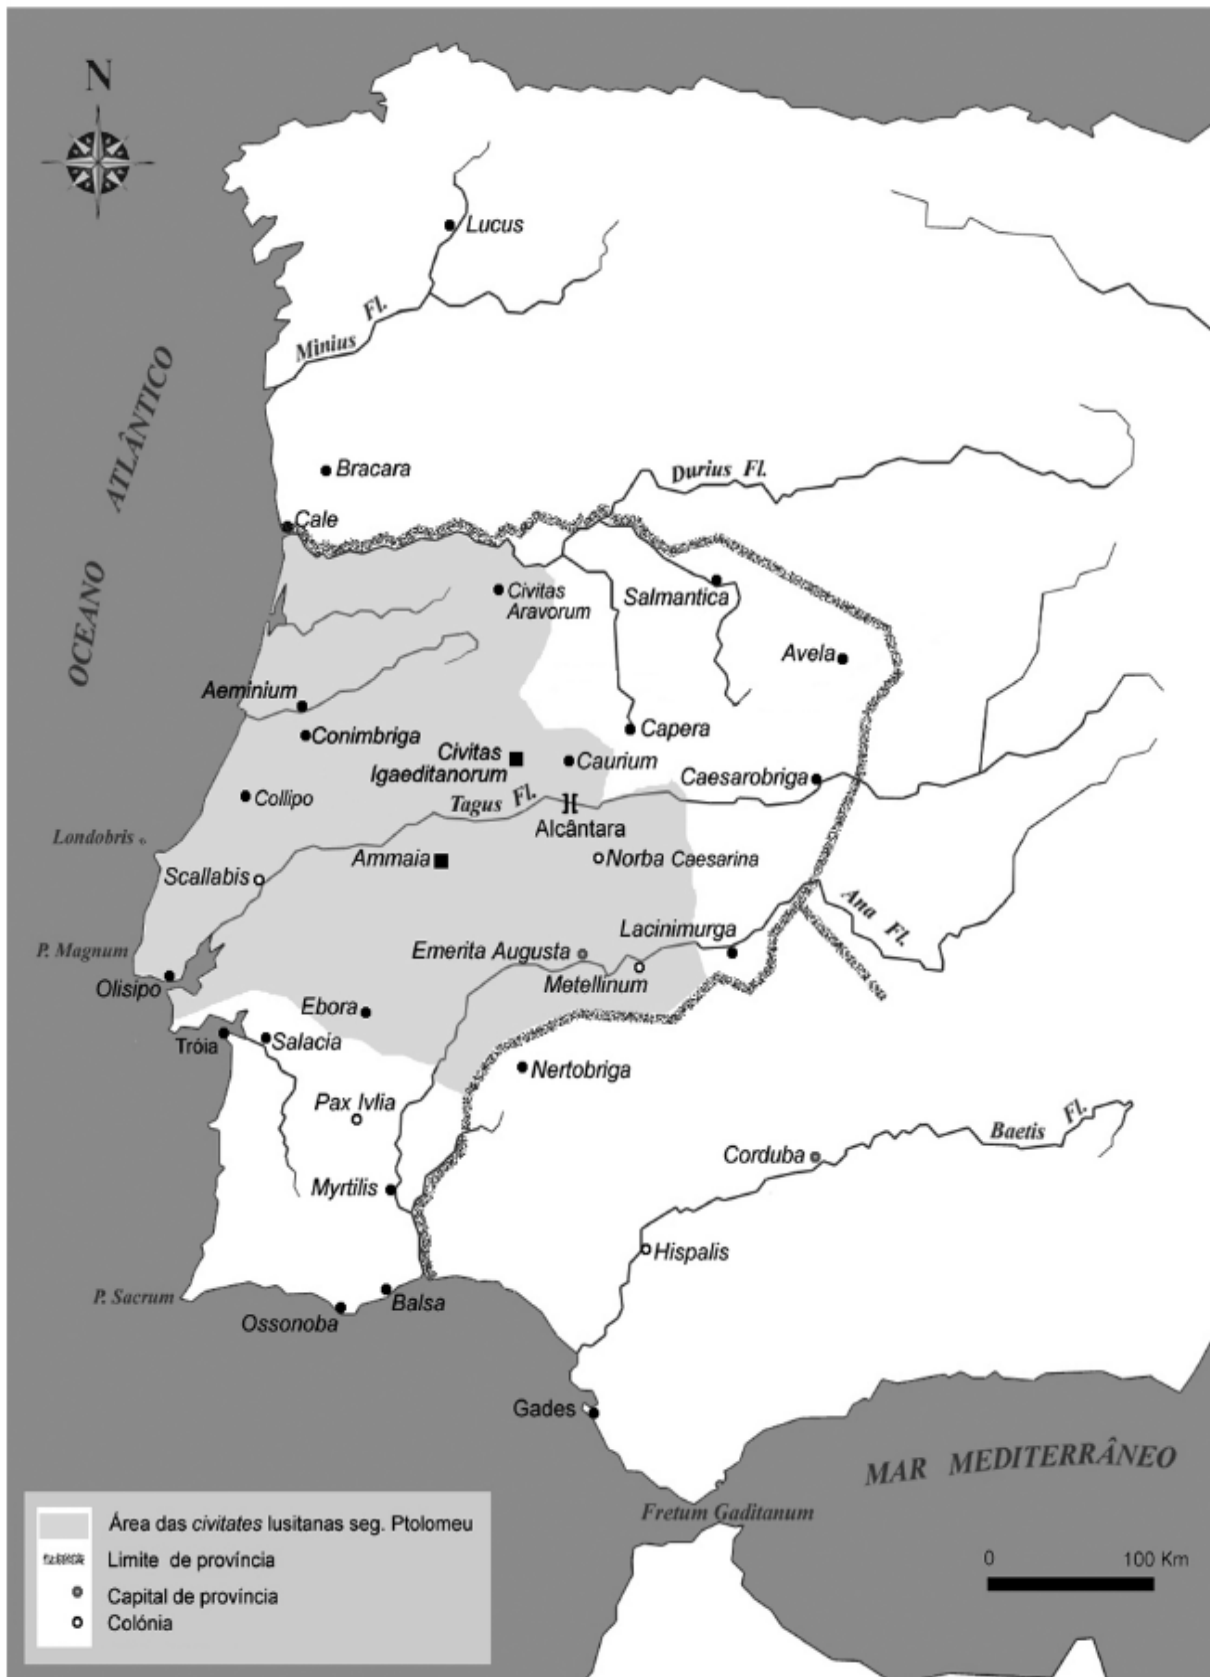 N
Lucus
Minius Fl.
OCEANO ATLÂNTICO
Bracara
Durius Fl.
Cale
Civitas
Aravorum
Salmantica
Avela
Aeminium
Conimbriga
Capera
Civitas
Igaeditanorum
Caurium
Caesarobriga
Collipo
Tagus Fl.
Alcântara
Londobris
Ammaia
Norba Caesarina
Scallabis
Ana Fl.
Lacinimurga
P. Magnum
Emerita Augusta
Metellinum
Olisipo
Ebora
Tróia
Salacia
Nertobriga
Pax Ivlia
Baetis Fl.
Corduba
Myrtilis
Hispalis
P. Sacrum
Balsa
Ossonoba
Gades
MAR MEDITERRÂNEO
Fretum Gaditanum
Área das civitates lusitanas seg. Ptolomeu
Limite de província
Capital de província
Colónia
0 100 Km